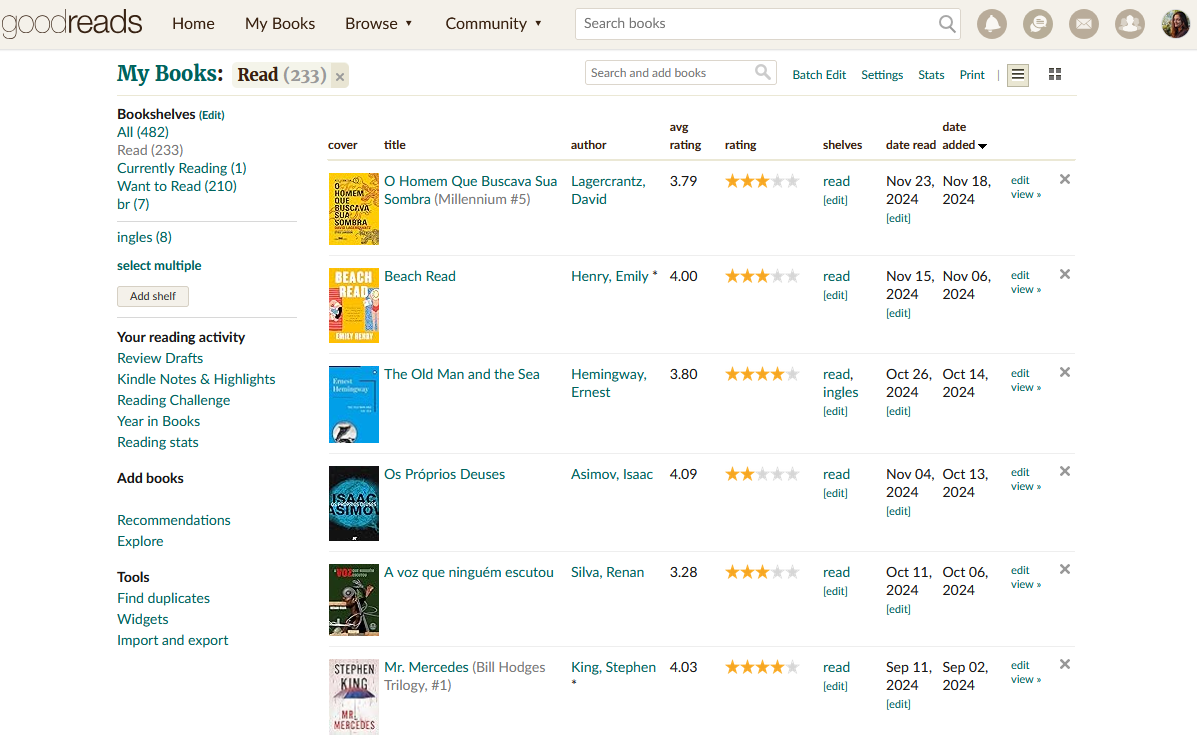 goodreads Home My Books Browse ▼ Community ▼ Search books
My Books: Read (233) × Search and add books Batch Edit Settings Stats Print |
Bookshelves (Edit)
All (482)
Read (233)
Currently Reading (1)
Want to Read (210)
br (7)
ingles (8)
select multiple
Add shelf
Your reading activity
Review Drafts
Kindle Notes & Highlights
Reading Challenge
Year in Books
Reading stats
Add books
Recommendations
Explore
Tools
Find duplicates
Widgets
Import and export
cover title author avg rating rating shelves date read date added
O HOMEM
QUE
BUSCAVA
SUA
SOMBRA
DAVID LAGERCRANTZ
O Homem Que Buscava Sua Sombra (Millennium #5) Lagercrantz, David 3.79 read [edit] Nov 23, 2024 [edit] Nov 18, 2024 edit view » ×
BEACH
READ
EMILY HENRY
Beach Read Henry, Emily * 4.00 read [edit] Nov 15, 2024 [edit] Nov 06, 2024 edit view » ×
Ernest
Hemingway
The Old Man and the Sea Hemingway, Ernest 3.80 read, ingles [edit] Oct 26, 2024 [edit] Oct 14, 2024 edit view » ×
ISAAC
OS PRÓPRIOS DEUSES
ASIMOV
Os Próprios Deuses Asimov, Isaac 4.09 read [edit] Nov 04, 2024 [edit] Oct 13, 2024 edit view » ×
A VOZ que ninguém
escutou
A voz que ninguém escutou Silva, Renan 3.28 read [edit] Oct 11, 2024 [edit] Oct 06, 2024 edit view » ×
STEPHEN
KING
MR.
MERCEDES
Mr. Mercedes (Bill Hodges Trilogy, #1) King, Stephen * 4.03 read [edit] Sep 11, 2024 [edit] Sep 02, 2024 edit view » ×